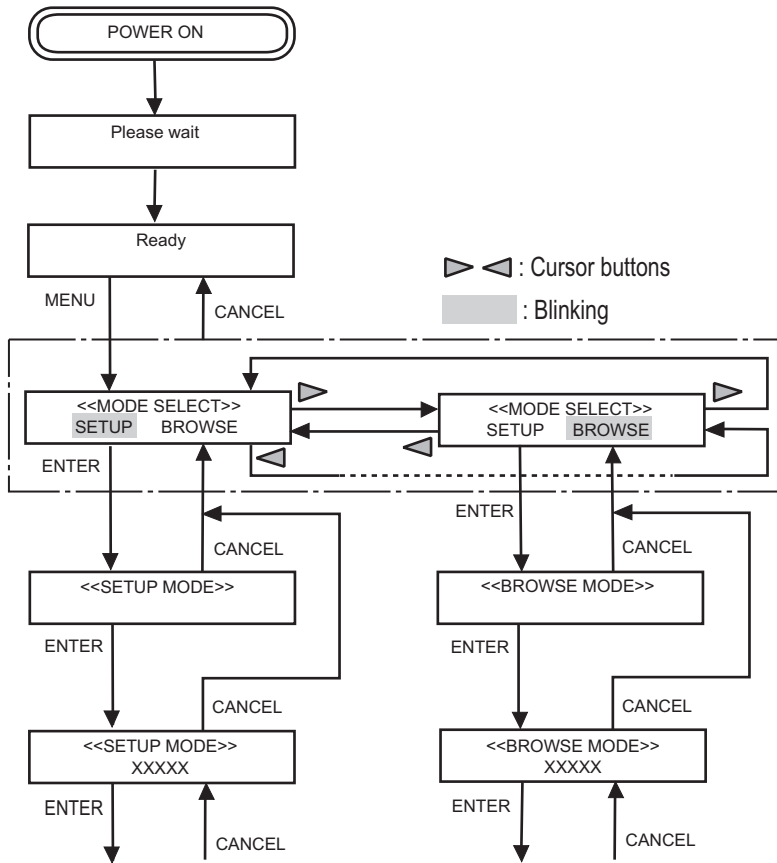 POWER ON
Please wait
Ready
: Cursor buttons
: Blinking
MENU
CANCEL
<<MODE SELECT>>
SETUP BROWSE
<<MODE SELECT>>
SETUP BROWSE
ENTER
CANCEL
ENTER
CANCEL
<<SETUP MODE>>
<<BROWSE MODE>>
ENTER
CANCEL
ENTER
CANCEL
<<SETUP MODE>>
XXXXX
<<BROWSE MODE>>
XXXXX
ENTER
CANCEL
ENTER
CANCEL